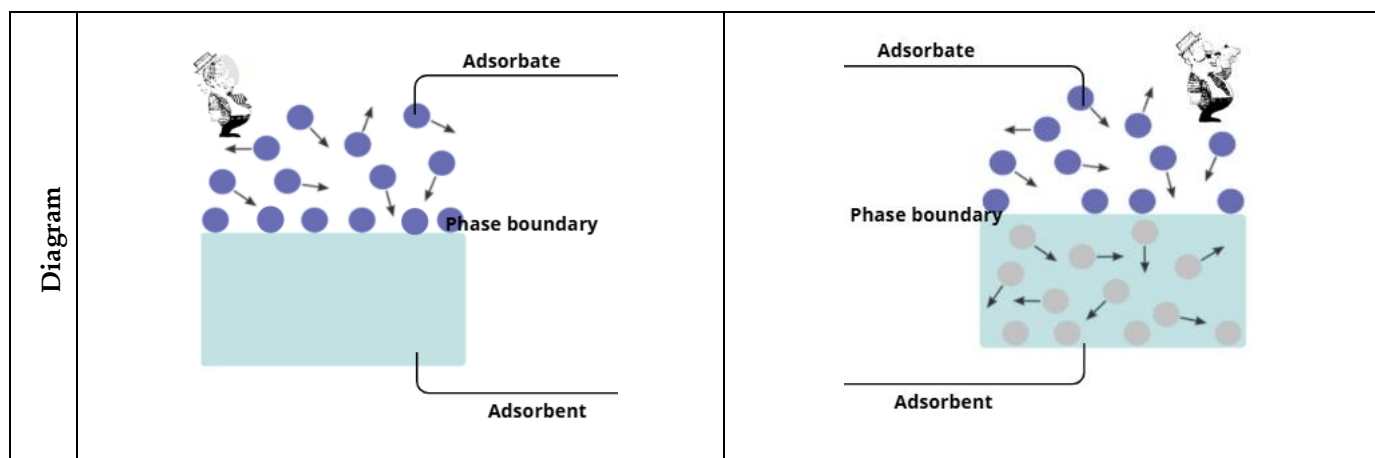 Diagram
Adsorbate
Phase boundary
Adsorbent
Adsorbate
Phase boundary
Adsorbent